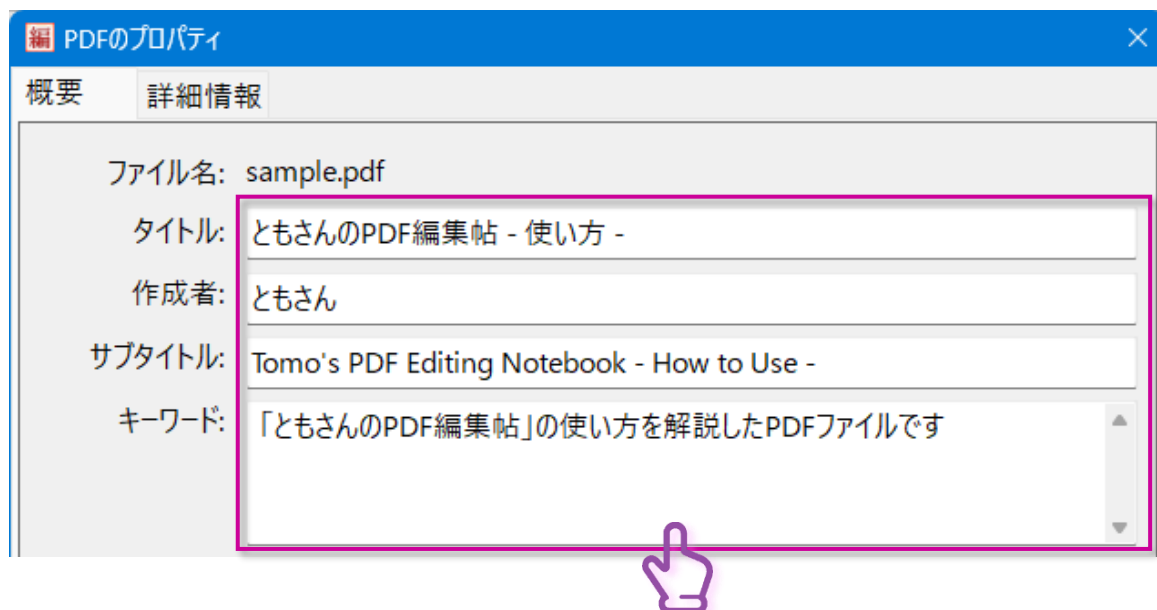 編 PDFのプロパティ
概要 詳細情報
ファイル名: sample.pdf
タイトル: ともさんのPDF編集帖 - 使い方 -
作成者: ともさん
サブタイトル: Tomo's PDF Editing Notebook - How to Use -
キーワード: 「ともさんのPDF編集帖」の使い方を解説したPDFファイルです